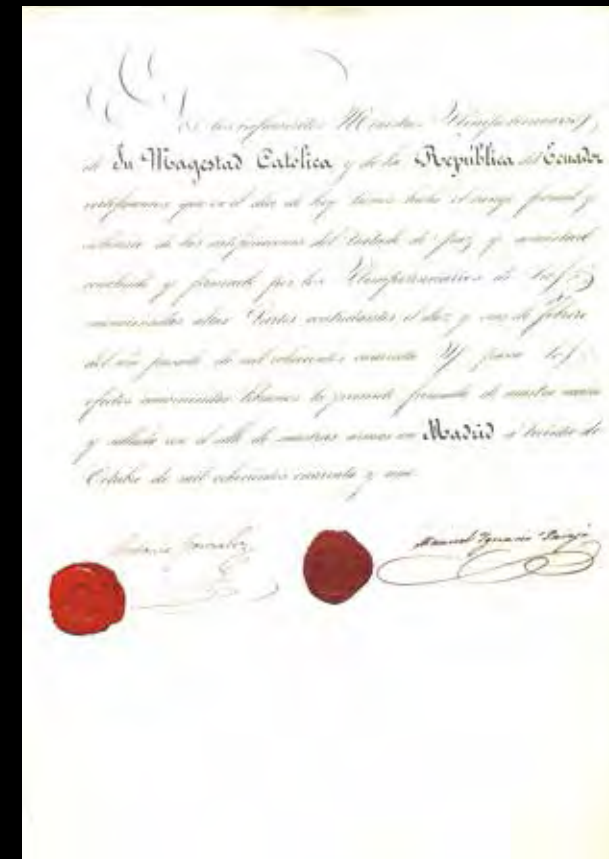 Los infrascritos Ministros Plenipotenciarios,
de Su Magestad Católica y de la República del Ecuador
certificamos que en el dia de hoy hemos hecho el cange formal y
de las ratificaciones del tratado de paz y amistad
concluido y firmado por los Plenipotenciarios de las
mencionadas altas Partes contratantes el diez y seis de febrero
del año pasado de mil ochocientos cuarenta Y para los
efectos convenientes libramos la presente firmada de nuestra mano
y sellada con el sello de nuestras armas en Madrid a treinta de
Octubre de mil ochocientos cuarenta y uno
Antonio Gonzalez
Manuel Ignacio Pareja